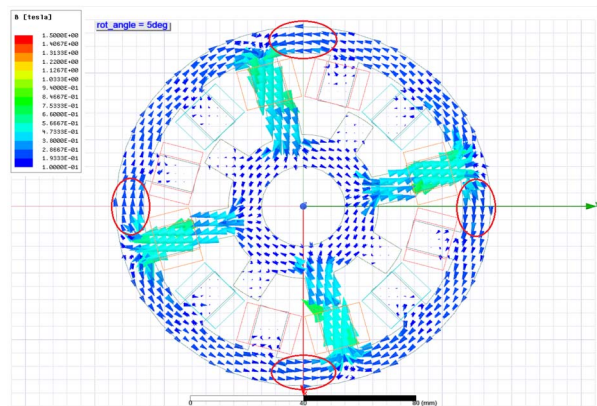 B [tesla]
rot_angle = 5deg
1.5000E+00
1.4067E+00
1.3133E+00
1.2200E+00
1.1267E+00
1.0333E+00
9.4000E-01
8.4667E-01
7.5333E-01
6.6000E-01
5.6667E-01
4.7333E-01
3.8000E-01
2.8667E-01
1.9333E-01
1.0000E-01
0
40
80 (mm)